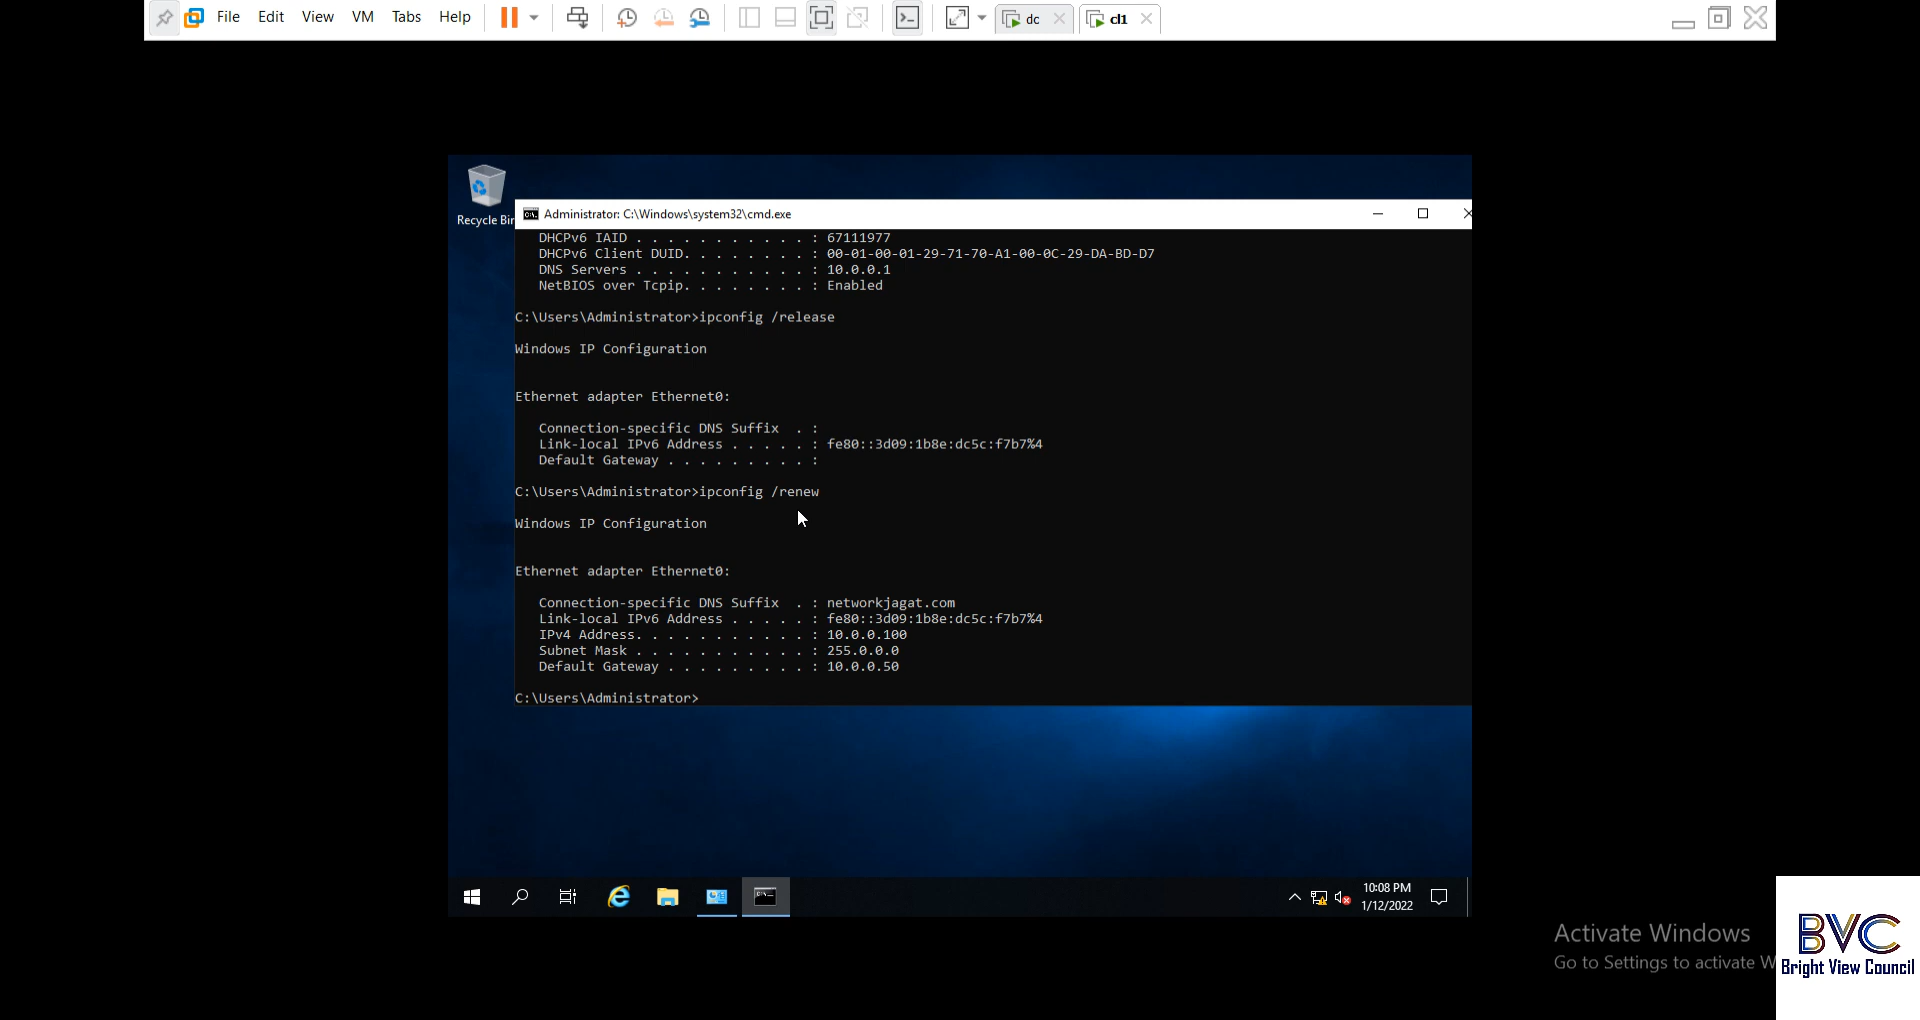 File Edit View VM Tabs Help dc cl1
Recycle Bin
Administrator: C:\Windows\system32\cmd.exe
DHCPv6 IAID . . . . . . . . . . . : 67111977
DHCPv6 Client DUID. . . . . . . . : 00-01-00-01-29-71-70-A1-00-0C-29-DA-BD-D7
DNS Servers . . . . . . . . . . . : 10.0.0.1
NetBIOS over Tcpip. . . . . . . . : Enabled
C:\Users\Administrator>ipconfig /release
Windows IP Configuration
Ethernet adapter Ethernet0:
Connection-specific DNS Suffix  . :
Link-local IPv6 Address . . . . . : fe80::3d09:1b8e:dc5c:f7b7%4
Default Gateway . . . . . . . . . :
C:\Users\Administrator>ipconfig /renew
Windows IP Configuration
Ethernet adapter Ethernet0:
Connection-specific DNS Suffix  . : networkjagat.com
Link-local IPv6 Address . . . . . : fe80::3d09:1b8e:dc5c:f7b7%4
IPv4 Address. . . . . . . . . . . : 10.0.0.100
Subnet Mask . . . . . . . . . . . : 255.0.0.0
Default Gateway . . . . . . . . . : 10.0.0.50
C:\Users\Administrator>
10:08 PM
1/12/2022
Activate Windows
Go to Settings to activate W
BVC
Bright View Council